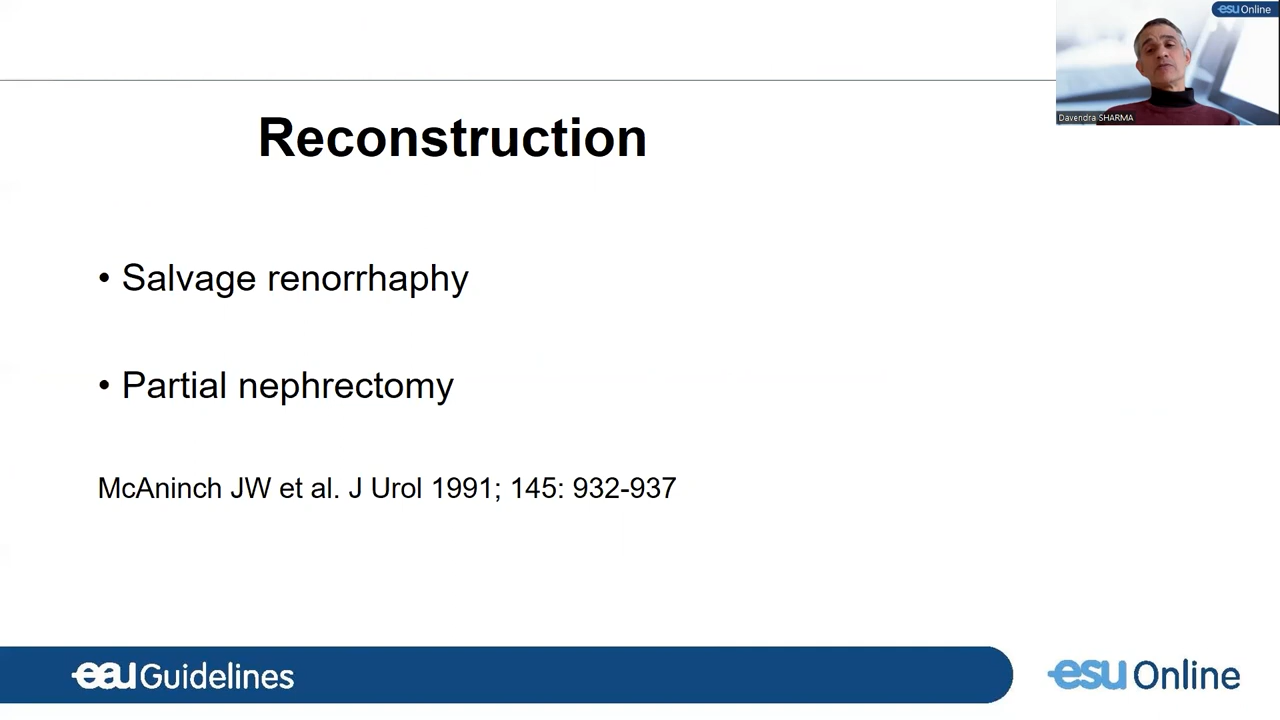 esu Online
Davendra SHARMA
Reconstruction
• Salvage renorrhaphy
• Partial nephrectomy
McAninch JW et al. J Urol 1991; 145: 932-937
eau Guidelines
esu Online